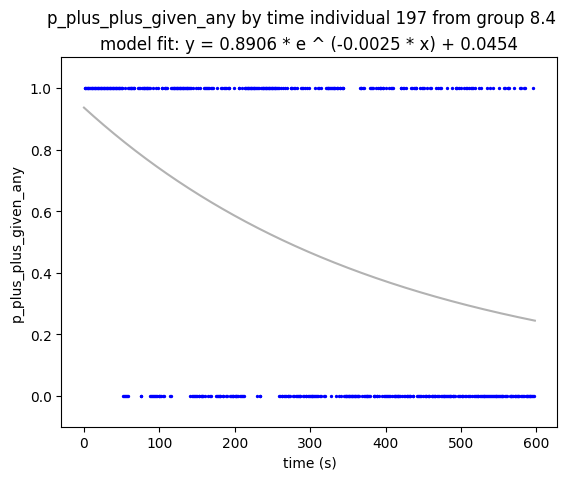 p_plus_plus_given_any by time individual 197 from group 8.4
model fit: y = 0.8906 * e ^ (-0.0025 * x) + 0.0454
1.0
0.8
0.6
0.4
0.2
0.0
p_plus_plus_given_any
0 100 200 300 400 500 600
time (s)